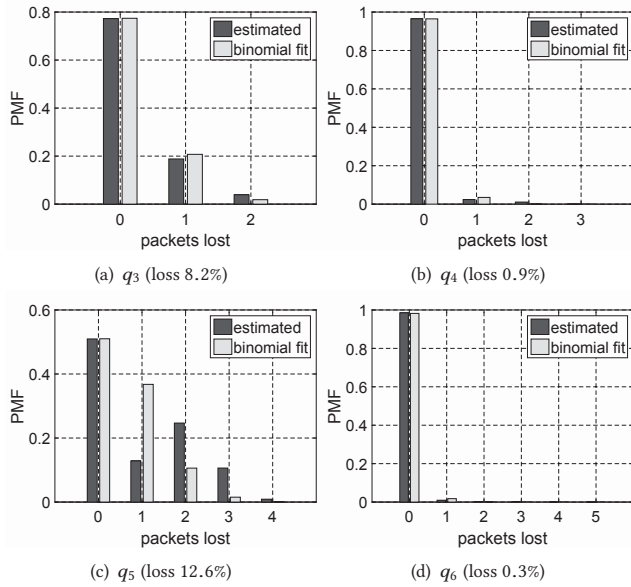 0.8
0.6
0.4
0.2
0
PMF
0 1 2
packets lost
estimated
binomial fit
(a) q3 (loss 8.2%)
1
0.8
0.6
0.4
0.2
0
PMF
0 1 2 3
packets lost
estimated
binomial fit
(b) q4 (loss 0.9%)
0.6
0.4
0.2
0
PMF
0 1 2 3 4
packets lost
estimated
binomial fit
(c) q5 (loss 12.6%)
1
0.8
0.6
0.4
0.2
0
PMF
0 1 2 3 4 5
packets lost
estimated
binomial fit
(d) q6 (loss 0.3%)